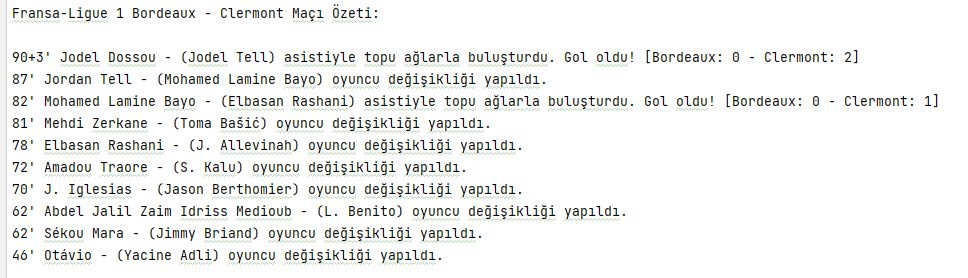 Fransa-Ligue 1 Bordeaux - Clermont Maçı Özeti:
90+3' Jodel Dossou - (Jodel Tell) asistiyle topu ağlarla buluşturdu. Gol oldu! [Bordeaux: 0 - Clermont: 2]
87' Jordan Tell - (Mohamed Lamine Bayo) oyuncu değişikliği yapıldı.
82' Mohamed Lamine Bayo - (Elbasan Rashani) asistiyle topu ağlarla buluşturdu. Gol oldu! [Bordeaux: 0 - Clermont: 1]
81' Mehdi Zerkane - (Toma Bašić) oyuncu değişikliği yapıldı.
78' Elbasan Rashani - (J. Allevinah) oyuncu değişikliği yapıldı.
72' Amadou Traore - (S. Kalu) oyuncu değişikliği yapıldı.
70' J. Iglesias - (Jason Berthomier) oyuncu değişikliği yapıldı.
62' Abdel Jalil Zaim Idriss Medioub - (L. Benito) oyuncu değişikliği yapıldı.
62' Sékou Mara - (Jimmy Briand) oyuncu değişikliği yapıldı.
46' Otávio - (Yacine Adli) oyuncu değişikliği yapıldı.